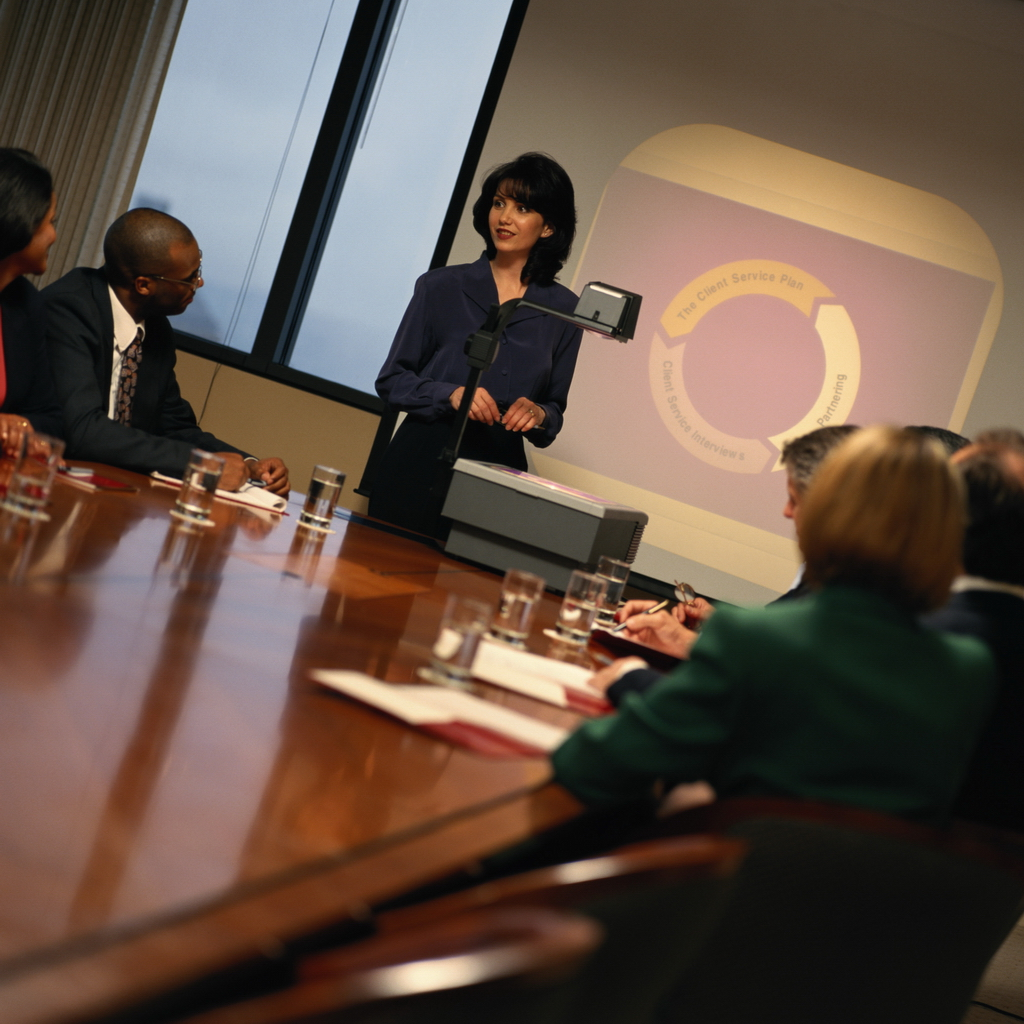 The Client Service Plan
Partnering
Client Service Interviews